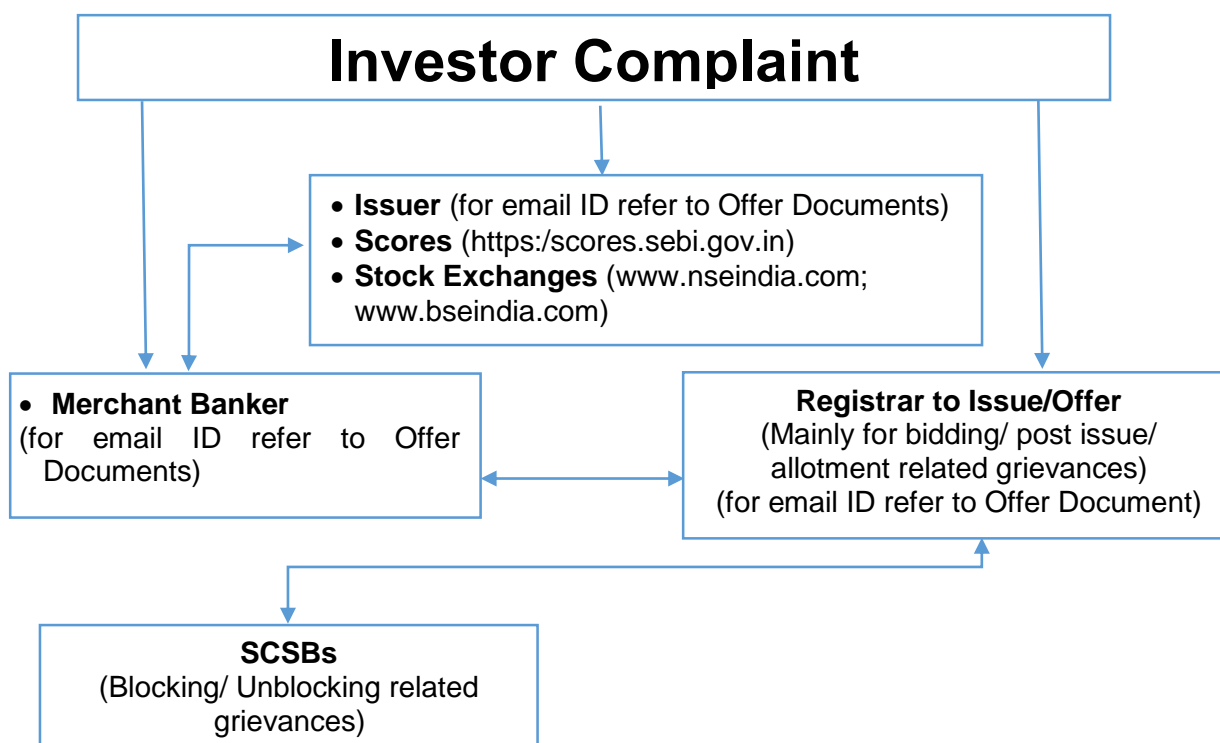 Investor Complaint
• Issuer (for email ID refer to Offer Documents)
• Scores (https:/scores.sebi.gov.in)
• Stock Exchanges (www.nseindia.com;
www.bseindia.com)
• Merchant Banker
(for email ID refer to Offer
Documents)
Registrar to Issue/Offer
(Mainly for bidding/ post issue/
allotment related grievances)
(for email ID refer to Offer Document)
SCSBs
(Blocking/ Unblocking related
grievances)